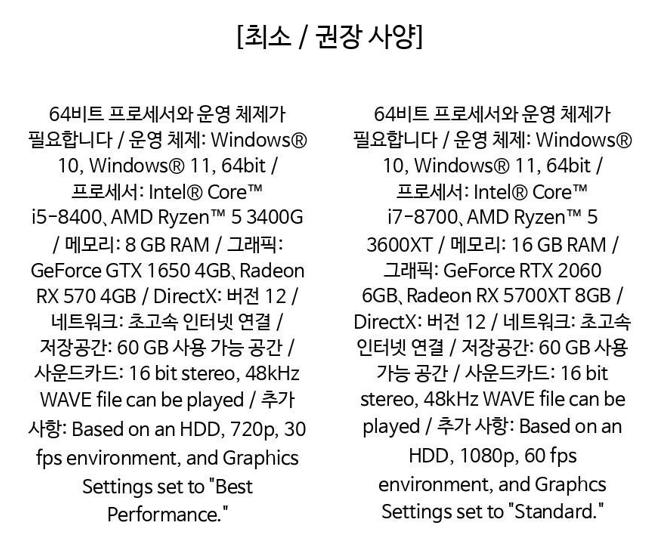 [최소 / 권장 사양]
64비트 프로세서와 운영 체제가
필요합니다 / 운영 체제: Windows®
10, Windows® 11, 64bit /
프로세서: Intel® Core™
i5-8400、AMD Ryzen™ 5 3400G
/ 메모리: 8 GB RAM / 그래픽:
GeForce GTX 1650 4GB、Radeon
RX 570 4GB / DirectX: 버전 12 /
네트워크: 초고속 인터넷 연결 /
저장공간: 60 GB 사용 가능 공간 /
사운드카드: 16 bit stereo, 48kHz
WAVE file can be played / 추가
사항: Based on an HDD, 720p, 30
fps environment, and Graphics
Settings set to "Best
Performance."
64비트 프로세서와 운영 체제가
필요합니다 / 운영 체제: Windows®
10, Windows® 11, 64bit /
프로세서: Intel® Core™
i7-8700、AMD Ryzen™ 5
3600XT / 메모리: 16 GB RAM /
그래픽: GeForce RTX 2060
6GB、Radeon RX 5700XT 8GB /
DirectX: 버전 12 / 네트워크: 초고속
인터넷 연결 / 저장공간: 60 GB 사용
가능 공간 / 사운드카드: 16 bit
stereo, 48kHz WAVE file can be
played / 추가 사항: Based on an
HDD, 1080p, 60 fps
environment, and Graphcs
Settings set to "Standard."